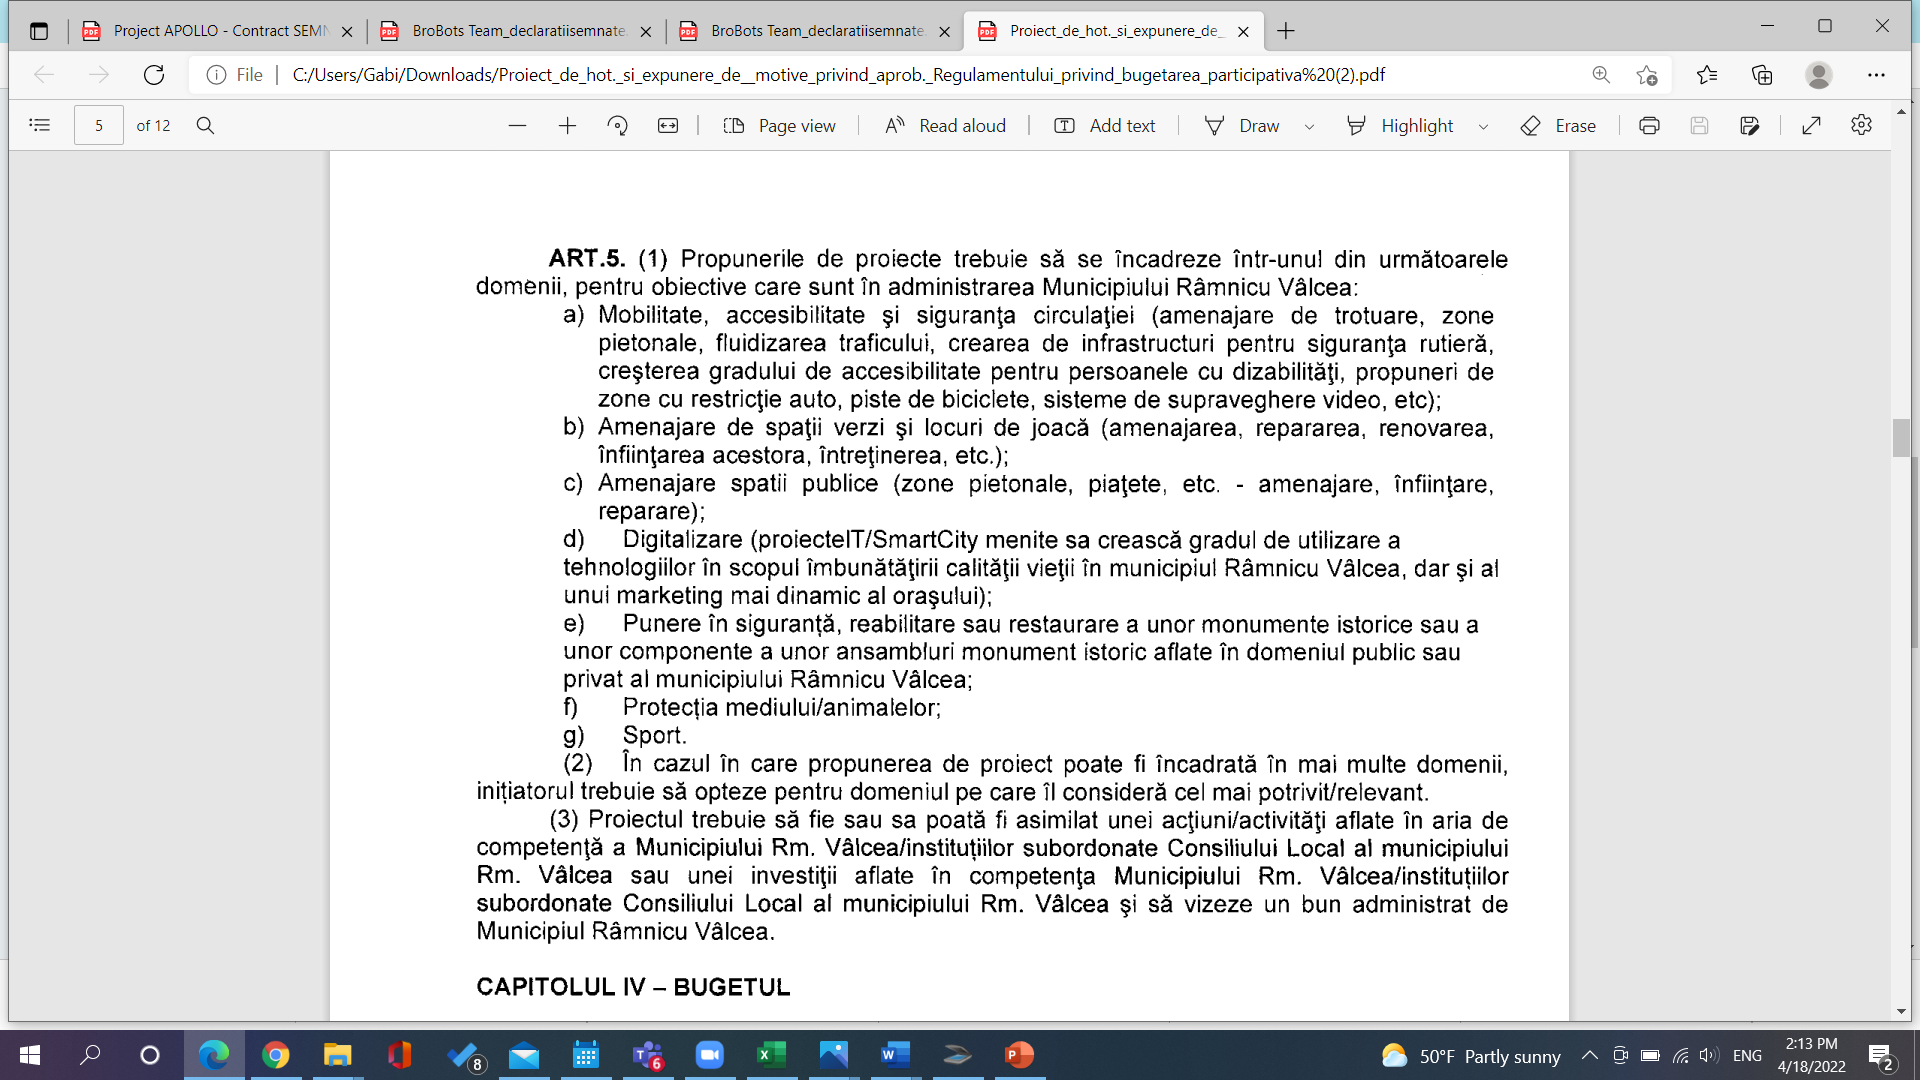 Project APOLLO - Contract SEMN
BroBots Team_declaratiisemnate.
BroBots Team_declaratiisemnate.
Proiect_de_hot._si_expunere_de_
File
C:/Users/Gabi/Downloads/Proiect_de_hot._si_expunere_de__motive_privind_aprob._Regulamentului_privind_bugetarea_participativa%20(2).pdf
5 of 12
Page view
Read aloud
Add text
Draw
Highlight
Erase
ART.5. (1) Propunerile de proiecte trebuie să se încadreze într-unul din următoarele
domenii, pentru obiective care sunt în administrarea Municipiului Râmnicu Vâlcea:
a) Mobilitate, accesibilitate şi siguranţa circulaţiei (amenajare de trotuare, zone
pietonale, fluidizarea traficului, crearea de infrastructuri pentru siguranţa rutieră,
creşterea gradului de accesibilitate pentru persoanele cu dizabilităţi, propuneri de
zone cu restricţie auto, piste de biciclete, sisteme de supraveghere video, etc);
b) Amenajare de spaţii verzi şi locuri de joacă (amenajarea, repararea, renovarea,
înfiinţarea acestora, întreţinerea, etc.);
c) Amenajare spatii publice (zone pietonale, piaţete, etc. - amenajare, înfiinţare,
reparare);
d) Digitalizare (proiecteIT/SmartCity menite sa crească gradul de utilizare a
tehnologiilor în scopul îmbunătăţirii calităţii vieţii în municipiul Râmnicu Vâlcea, dar şi al
unui marketing mai dinamic al oraşului);
e) Punere în siguranță, reabilitare sau restaurare a unor monumente istorice sau a
unor componente a unor ansambluri monument istoric aflate în domeniul public sau
privat al municipiului Râmnicu Vâlcea;
f) Protecția mediului/animalelor;
g) Sport.
(2) În cazul în care propunerea de proiect poate fi încadrată în mai multe domenii,
inițiatorul trebuie să opteze pentru domeniul pe care îl consideră cel mai potrivit/relevant.
(3) Proiectul trebuie să fie sau sa poată fi asimilat unei acţiuni/activităţi aflate în aria de
competenţă a Municipiului Rm. Vâlcea/instituțiilor subordonate Consiliului Local al municipiului
Rm. Vâlcea sau unei investiţii aflate în competenţa Municipiului Rm. Vâlcea/instituțiilor
subordonate Consiliului Local al municipiului Rm. Vâlcea şi să vizeze un bun administrat de
Municipiul Râmnicu Vâlcea.
CAPITOLUL IV – BUGETUL
8
6
50°F Partly sunny
ENG
2:13 PM
4/18/2022
2